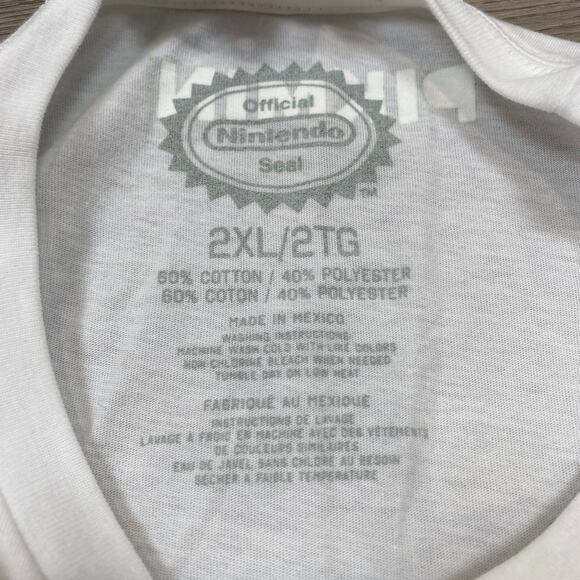 Official
Nintendo
Seal
TM
2XL/2TG
60% COTTON / 40% POLYESTER
60% COTON / 40% POLYESTER
MADE IN MEXICO
WASHING INSTRUCTIONS:
MACHINE WASH COLD WITH LIKE COLORS
NON-CHLORINE BLEACH WHEN NEEDED
TUMBLE DRY ON LOW HEAT
FABRIQUÉ AU MEXIQUE
INSTRUCTIONS DE LAVAGE
LAVAGE A FROID EN MACHINE AVEC DES VÊTEMENTS
DE COULEURS SIMILAIRES
EAU DE JAVEL SANS CHLORE AU BESOIN
SÉCHER A FAIBLE TEMPERATURE